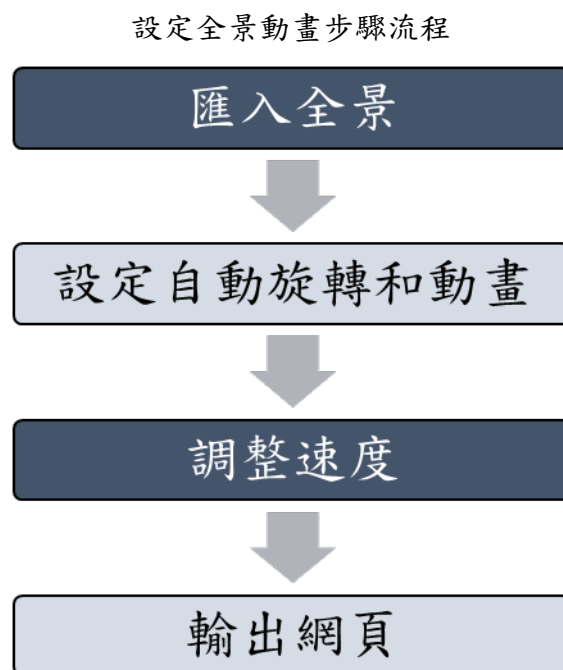 設定全景動畫步驟流程
匯入全景
設定自動旋轉和動畫
調整速度
輸出網頁